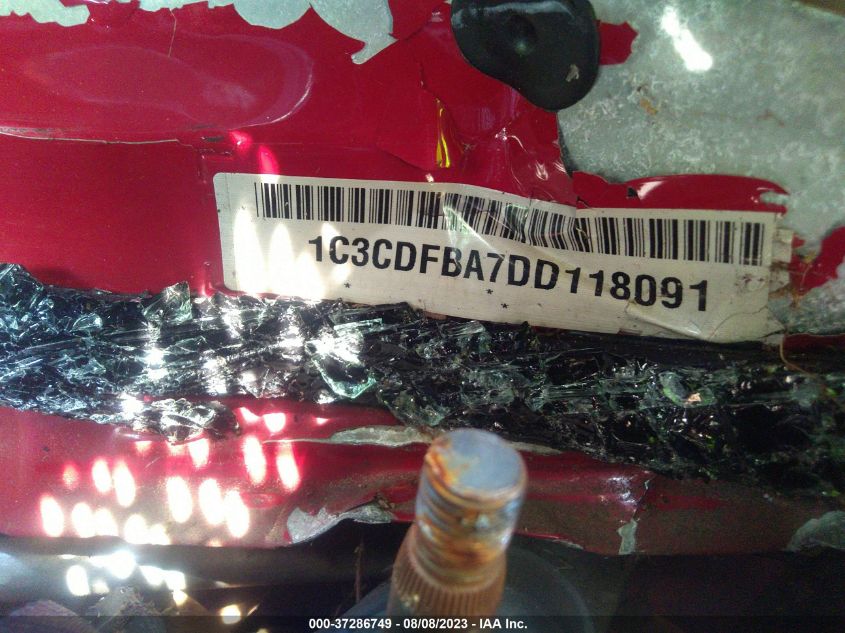 1C3CDFBA7DD118091
* * *
000-37286749 - 08/08/2023 - IAA Inc.